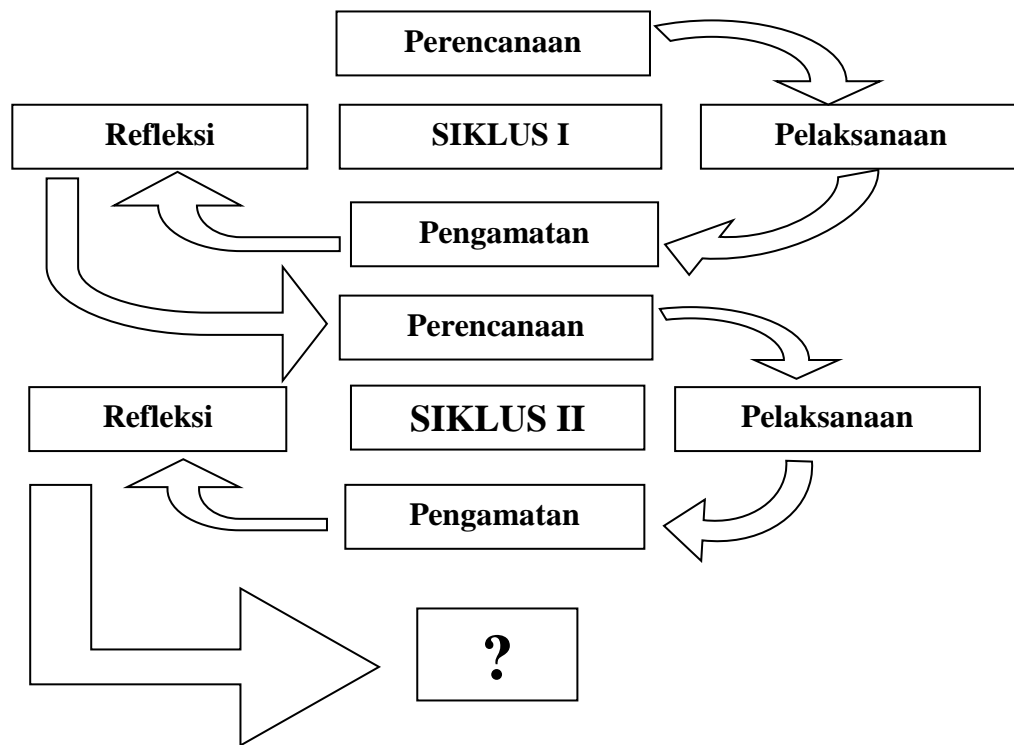 Perencanaan
Refleksi
SIKLUS I
Pelaksanaan
Pengamatan
Perencanaan
Refleksi
SIKLUS II
Pelaksanaan
Pengamatan
?